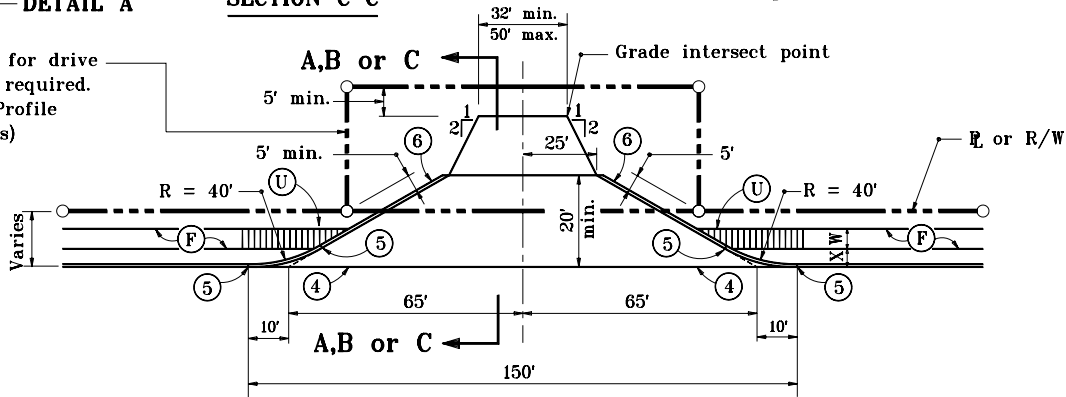 DETAIL A
SECTION C-C
32' min.
50' max.
A,B or C
Grade intersect point
for drive
required.
Profile
s)
5' min.
1
2
1
2
6
25'
6
5' min.
5'
PL or R/W
R = 40'
U
U
R = 40'
Varies
F
5
20'
min.
5
W
X
F
5
4
4
5
65'
65'
10'
10'
A,B or C
150'